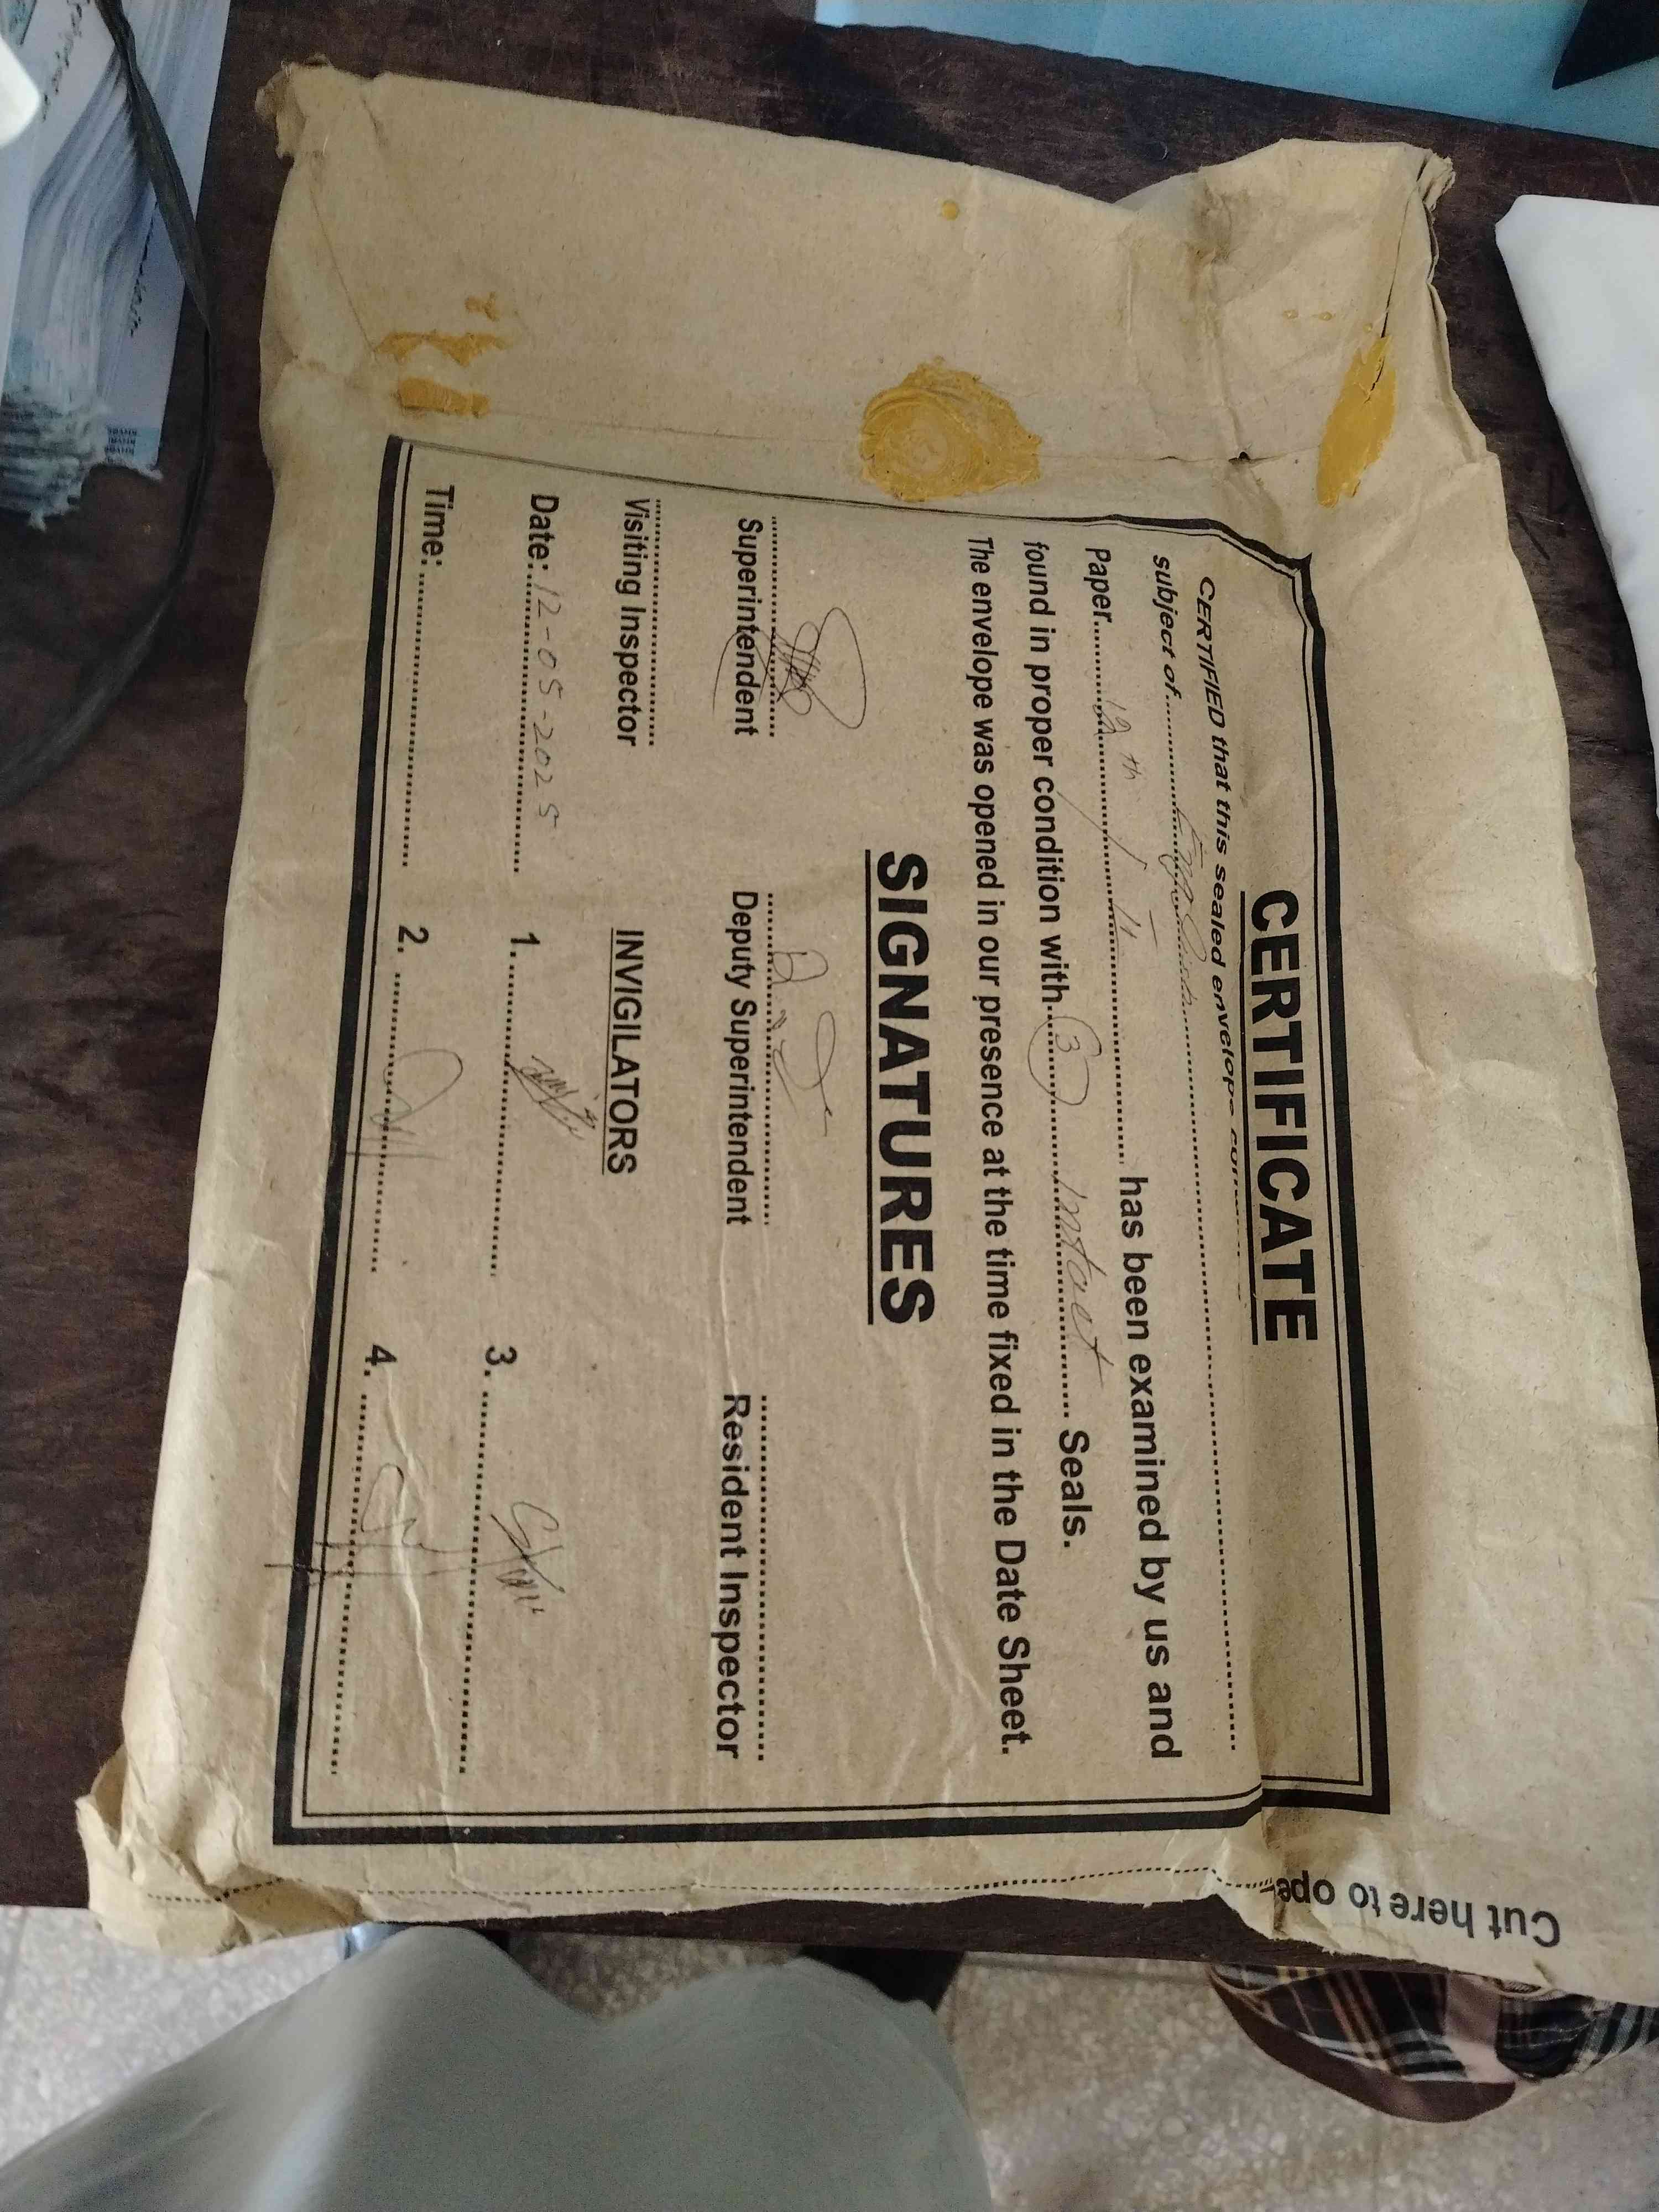 CERTIFICATE
CERTIFIED that this sealed envelope
subject of........English........
Paper........12th / II........ has been examined by us and
found in proper condition with....3....intact.... Seals.
The envelope was opened in our presence at the time fixed in the Date Sheet.
SIGNATURES
Superintendent Deputy Superintendent Resident Inspector
Visiting Inspector INVIGILATORS
Date: 12-05-2025 1. 3.
Time: 2. 4.
Cut here to ope